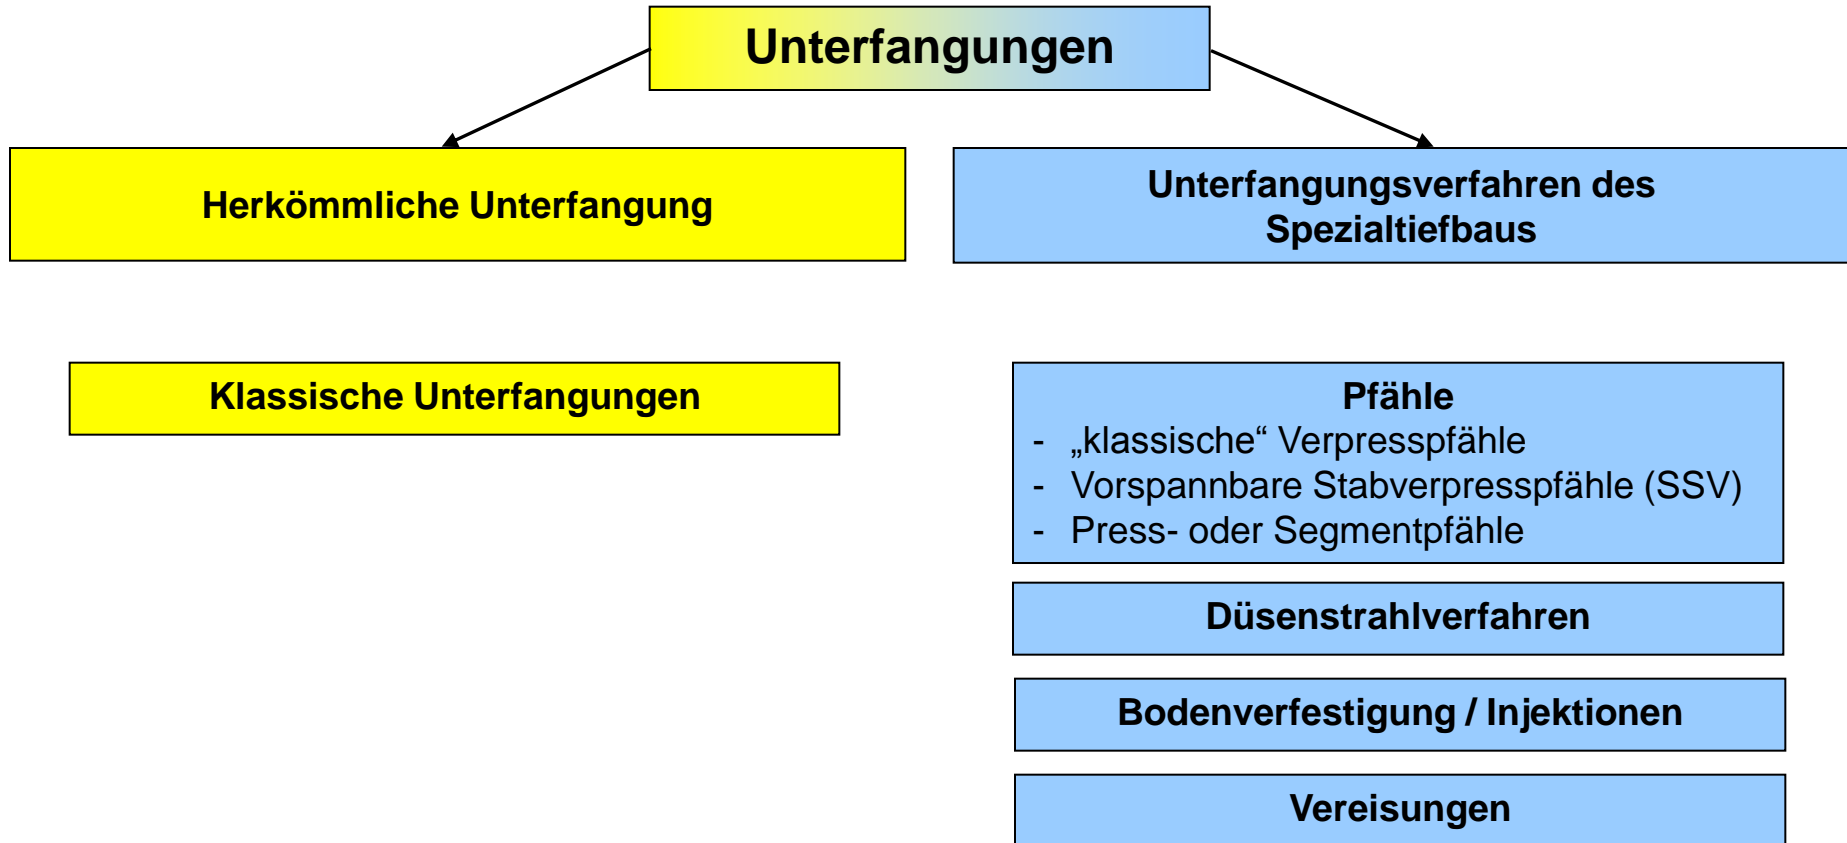 Unterfangungen
Herkömmliche Unterfangung
Unterfangungsverfahren des
Spezialtiefbaus
Klassische Unterfangungen
Pfähle
- „klassische“ Verpresspfähle
- Vorspannbare Stabverpresspfähle (SSV)
- Press- oder Segmentpfähle
Düsenstrahlverfahren
Bodenverfestigung / Injektionen
Vereisungen